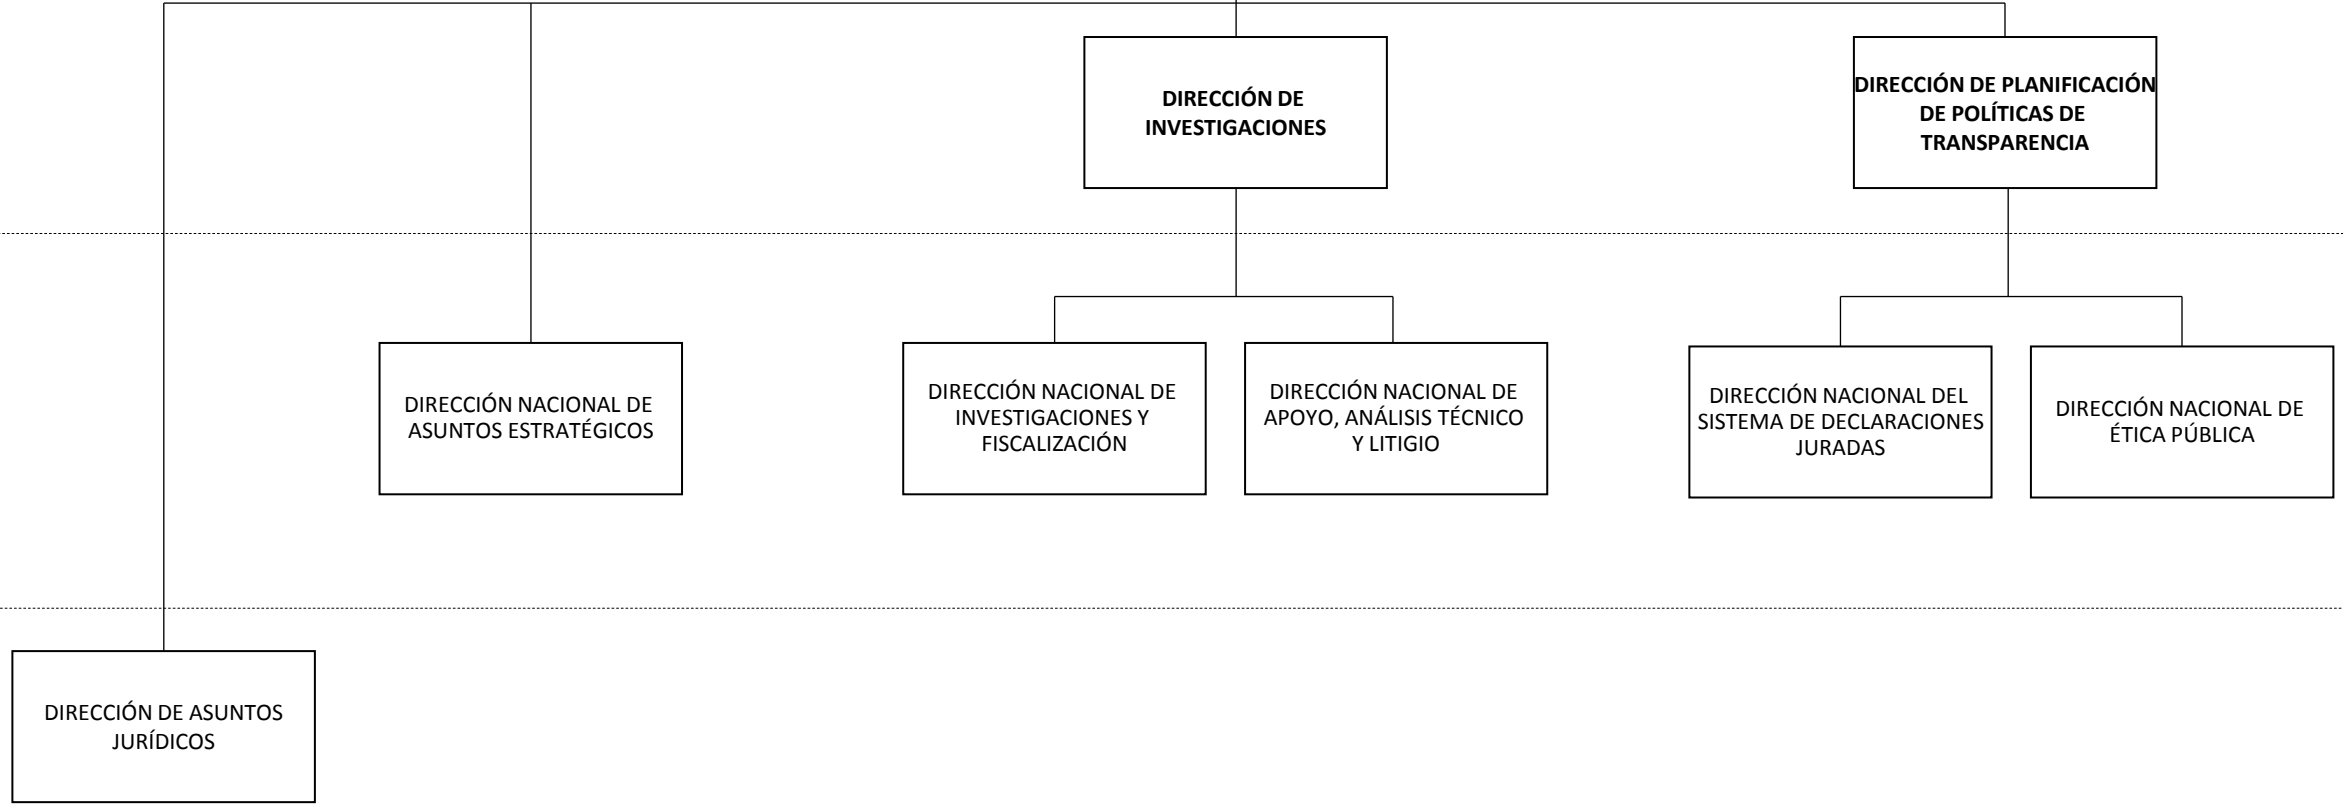 DIRECCIÓN DE
INVESTIGACIONES
DIRECCIÓN DE PLANIFICACIÓN
DE POLÍTICAS DE
TRANSPARENCIA
DIRECCIÓN NACIONAL DE
ASUNTOS ESTRATÉGICOS
DIRECCIÓN NACIONAL DE
INVESTIGACIONES Y
FISCALIZACIÓN
DIRECCIÓN NACIONAL DE
APOYO, ANÁLISIS TÉCNICO
Y LITIGIO
DIRECCIÓN NACIONAL DEL
SISTEMA DE DECLARACIONES
JURADAS
DIRECCIÓN NACIONAL DE
ÉTICA PÚBLICA
DIRECCIÓN DE ASUNTOS
JURÍDICOS